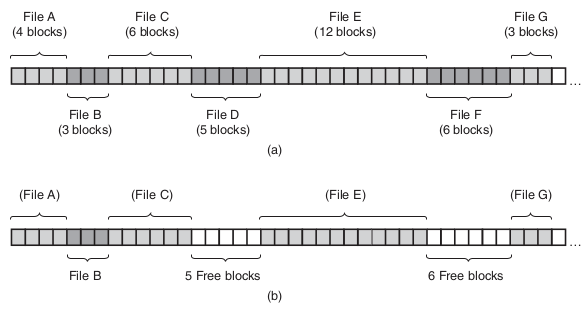 File A
(4 blocks)
File C
(6 blocks)
File E
(12 blocks)
File G
(3 blocks)
File B
(3 blocks)
File D
(5 blocks)
File F
(6 blocks)
...
(a)
(File A)
(File C)
(File E)
(File G)
File B
5 Free blocks
6 Free blocks
...
(b)